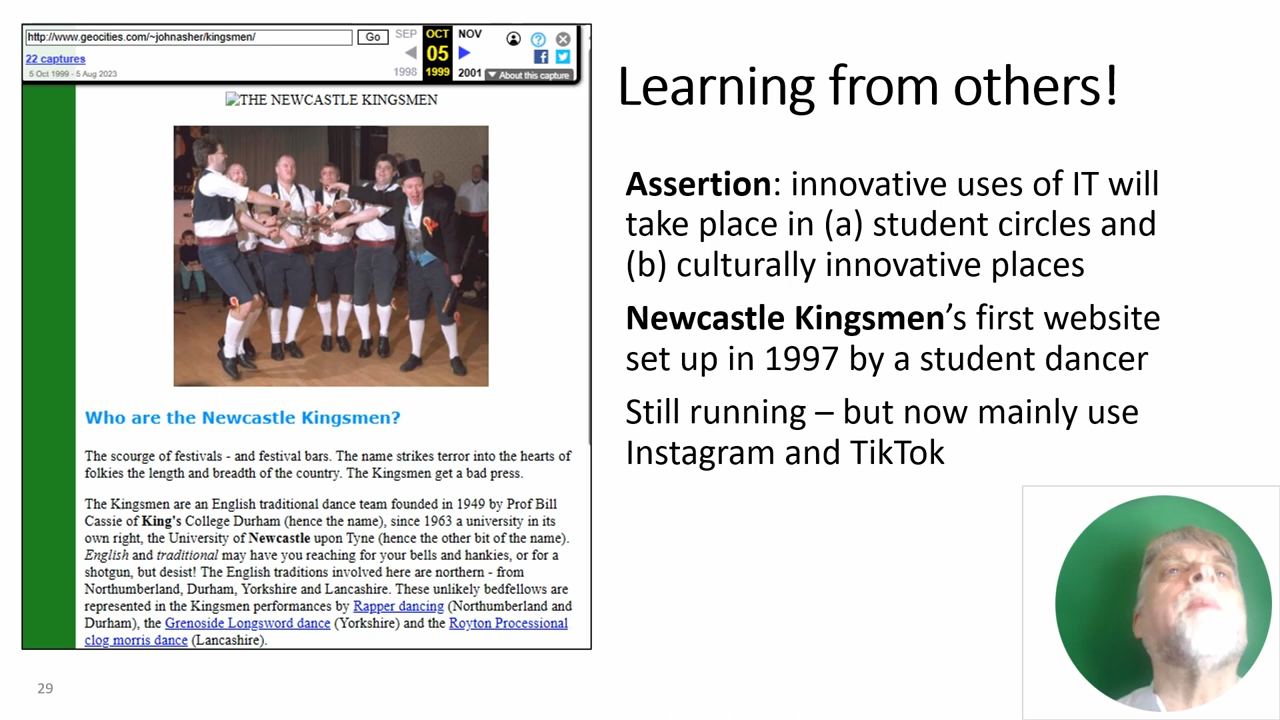 http://www.geocities.com/~johnasher/kingsmen/
Go
SEP
OCT
NOV
22 captures
05
5 Oct 1999 - 5 Aug 2023
1998
1999
2001
▼ About this capture
THE NEWCASTLE KINGSMEN
Who are the Newcastle Kingsmen?
The scourge of festivals - and festival bars. The name strikes terror into the hearts of
folkies the length and breadth of the country. The Kingsmen get a bad press.
The Kingsmen are an English traditional dance team founded in 1949 by Prof Bill
Cassie of King's College Durham (hence the name), since 1963 a university in its
own right, the University of Newcastle upon Tyne (hence the other bit of the name).
English and traditional may have you reaching for your bells and hankies, or for a
shotgun, but desist! The English traditions involved here are northern - from
Northumberland, Durham, Yorkshire and Lancashire. These unlikely bedfellows are
represented in the Kingsmen performances by Rapper dancing (Northumberland and
Durham), the Grenoside Longsword dance (Yorkshire) and the Royton Processional
clog morris dance (Lancashire).
Learning from others!
Assertion: innovative uses of IT will
take place in (a) student circles and
(b) culturally innovative places
Newcastle Kingsmen's first website
set up in 1997 by a student dancer
Still running – but now mainly use
Instagram and TikTok
29